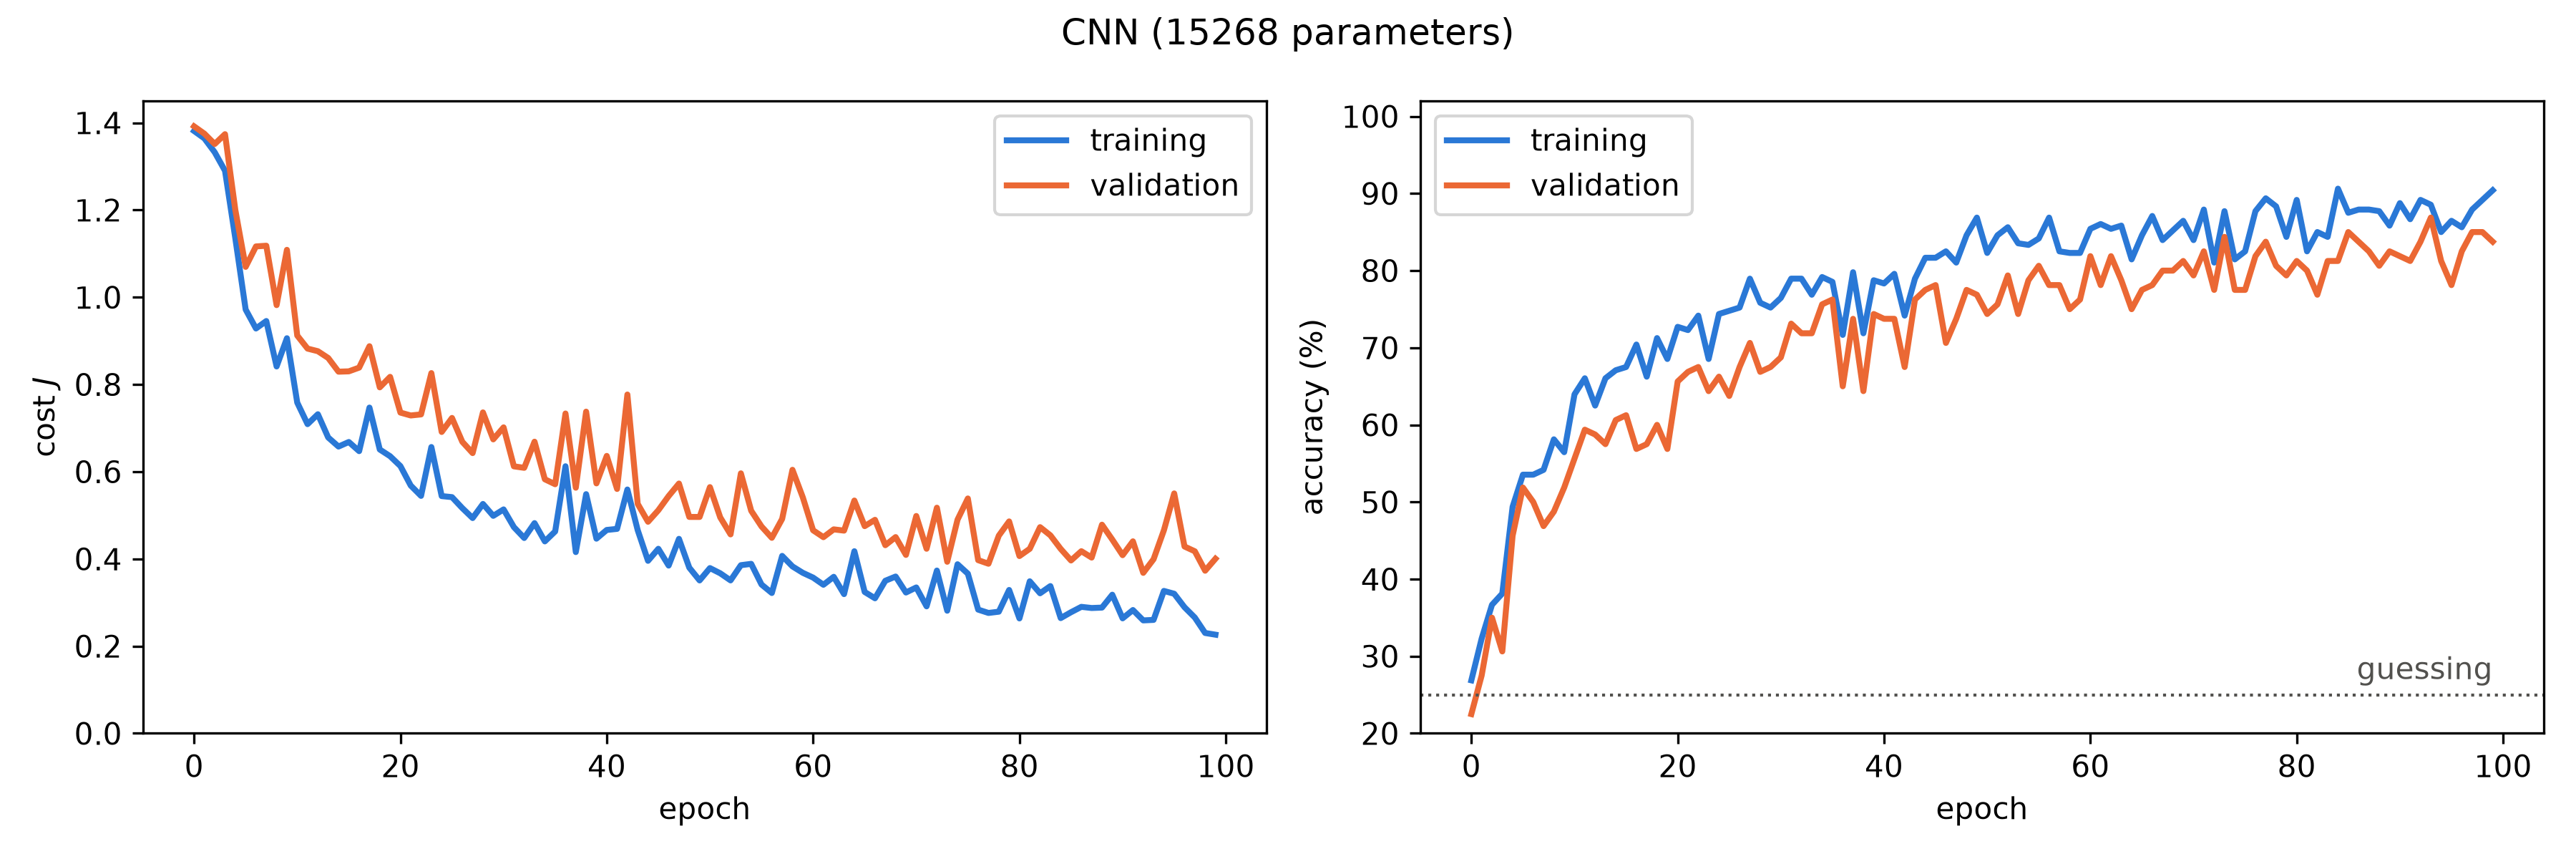 CNN (15268 parameters)
1.4
1.2
1.0
0.8
0.6
0.4
0.2
0.0
cost J
0 20 40 60 80 100
epoch
training
validation
100
90
80
70
60
50
40
30
20
accuracy (%)
0 20 40 60 80 100
epoch
training
validation
guessing